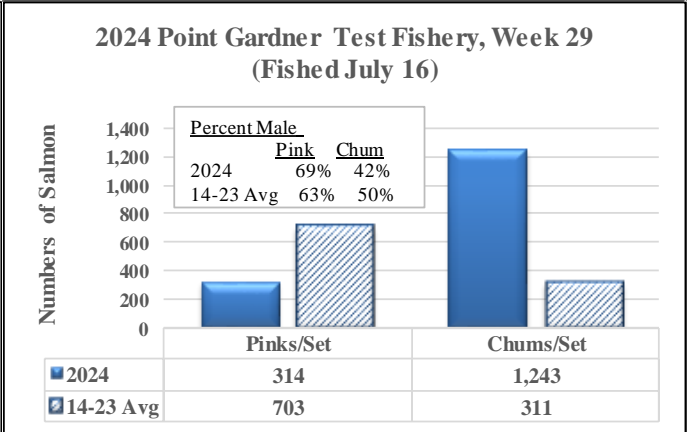 2024 Point Gardner Test Fishery, Week 29
(Fished July 16)
Numbers of Salmon
1,400
1,200
1,000
800
600
400
200
0
Percent Male
Pink Chum
2024 69% 42%
14-23 Avg 63% 50%
Pinks/Set Chums/Set
2024 314 1,243
14-23 Avg 703 311